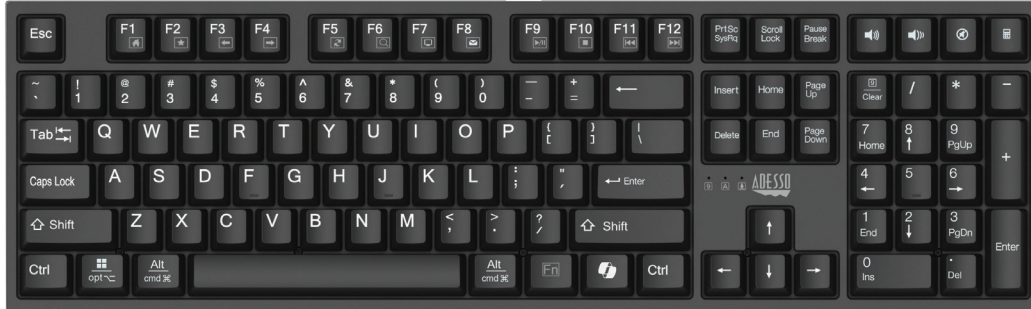 Esc F1 F2 F3 F4 F5 F6 F7 F8 F9 F10 F11 F12 PrtSc SysRq Scroll Lock Pause Break
~ ` ! 1 @ 2 # 3 $ 4 % 5 ^ 6 & 7 * 8 ( 9 ) 0 — - + = ← Insert Home Page Up 9 Clear / * -
Tab Q W E R T Y U I O P { [ } ] | \ Delete End Page Down 7 Home 8 ↑ 9 PgUp +
Caps Lock A S D F G H J K L : ; " ' ↵ Enter 9 A ADESSO 4 ← 5 6 →
⇧ Shift Z X C V B N M < , > . ? / ⇧ Shift ↑ 1 End 2 ↓ 3 PgDn Enter
Ctrl opt⌥ Alt cmd⌘ Alt cmd⌘ Fn Ctrl ← ↓ → 0 Ins . Del